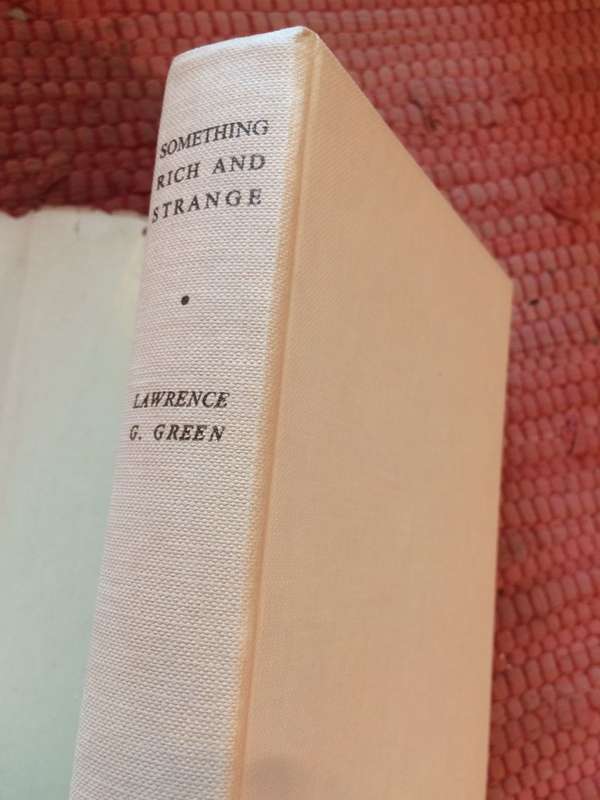 SOMETHING
RICH AND
STRANGE
•
LAWRENCE
G. GREEN